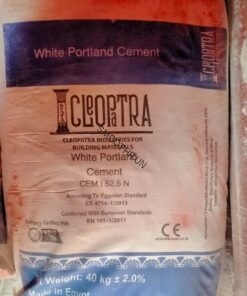 White Portland Cement
CLEOPATRA
CLEOPATRA INDUSTRIES FOR
BUILDING MATERIALS
White Portland
Cement
CEM I 52.5 N
According To Egyptian Standard
ES 4756-1/2013
Confirmed With European Standards
EN 197-1/2011
t Weight: 40 kg ± 2.0%
Made in Egypt